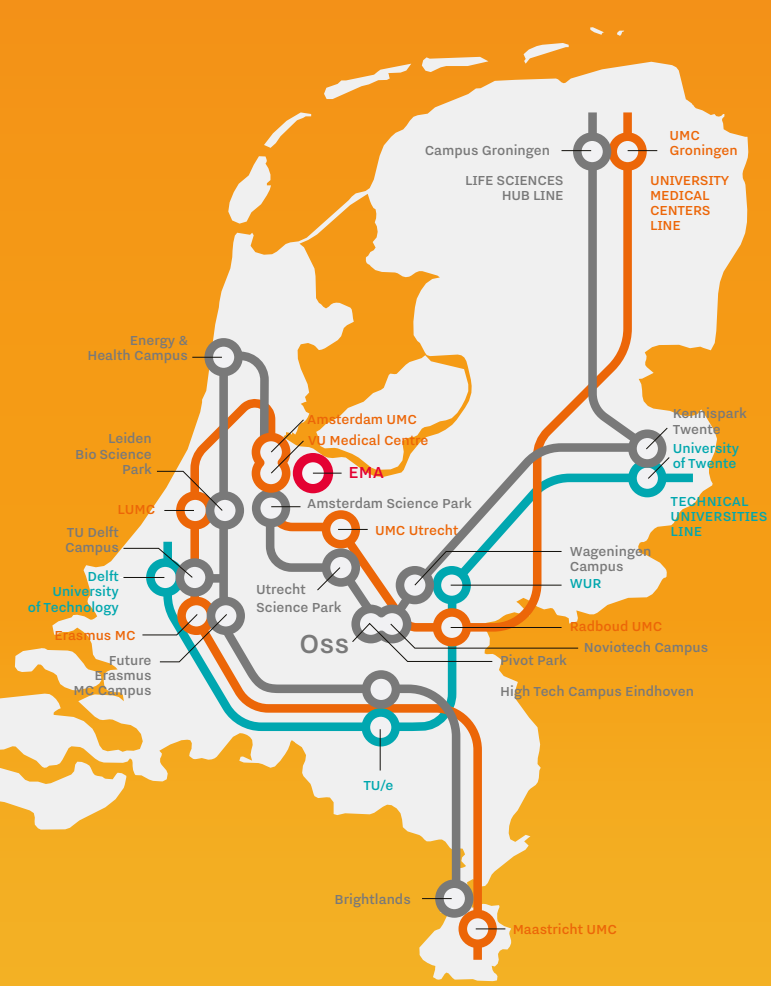 Campus Groningen
UMC
Groningen
LIFE SCIENCES
HUB LINE
UNIVERSITY
MEDICAL
CENTERS
LINE
Energy &
Health Campus
Kennispark
Twente
Amsterdam UMC
VU Medical Centre
Leiden
Bio Science
Park
University
of Twente
EMA
LUMC
Amsterdam Science Park
TECHNICAL
UNIVERSITIES
LINE
UMC Utrecht
TU Delft
Campus
Wageningen
Campus
Delft
University
of Technology
WUR
Utrecht
Science Park
Erasmus MC
Radboud UMC
Oss
Noviotech Campus
Future
Erasmus
MC Campus
Pivot Park
High Tech Campus Eindhoven
TU/e
Brightlands
Maastricht UMC